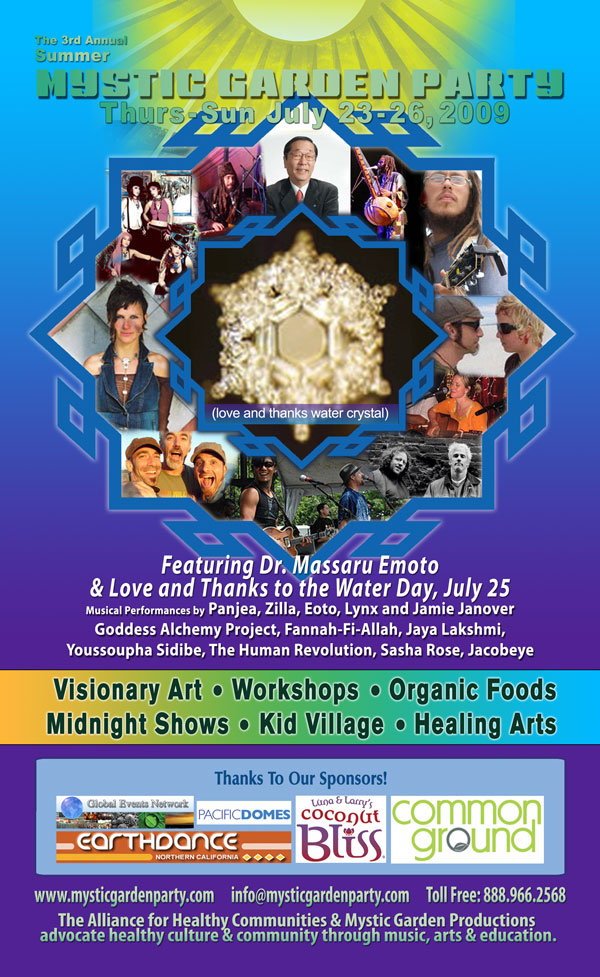 The 3rd Annual
Summer
MYSTIC GARDEN PARTY
Thurs-Sun July 23-26, 2009
(love and thanks water crystal)
Featuring Dr. Massaru Emoto
& Love and Thanks to the Water Day, July 25
Musical Performances by Panjea, Zilla, Eoto, Lynx and Jamie Janover
Goddess Alchemy Project, Fannah-Fi-Allah, Jaya Lakshmi,
Youssoupha Sidibe, The Human Revolution, Sasha Rose, Jacobeye
Visionary Art • Workshops • Organic Foods
Midnight Shows • Kid Village • Healing Arts
Thanks To Our Sponsors!
Global Events Network
EARTHDANCE
NORTHERN CALIFORNIA
PACIFIC DOMES
Luna & Larry's
coconut
Bliss
common
ground
www.mysticgardenparty.com info@mysticgardenparty.com Toll Free: 888.966.2568
The Alliance for Healthy Communities & Mystic Garden Productions
advocate healthy culture & community through music, arts & education.